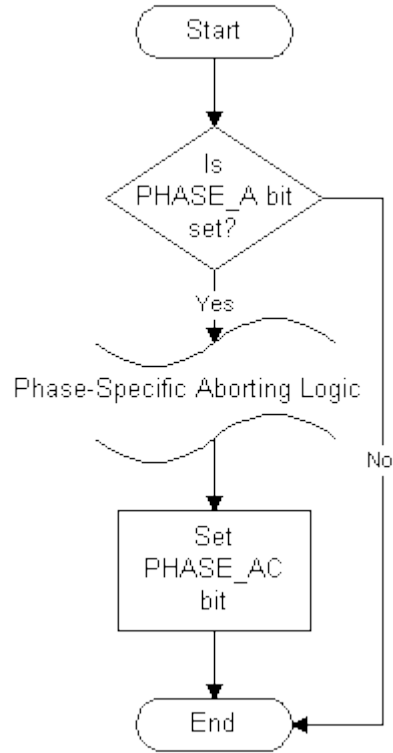 Start
Is
PHASE_A bit
set?
Yes
Phase-Specific Aborting Logic
No
Set
PHASE_AC
bit
End